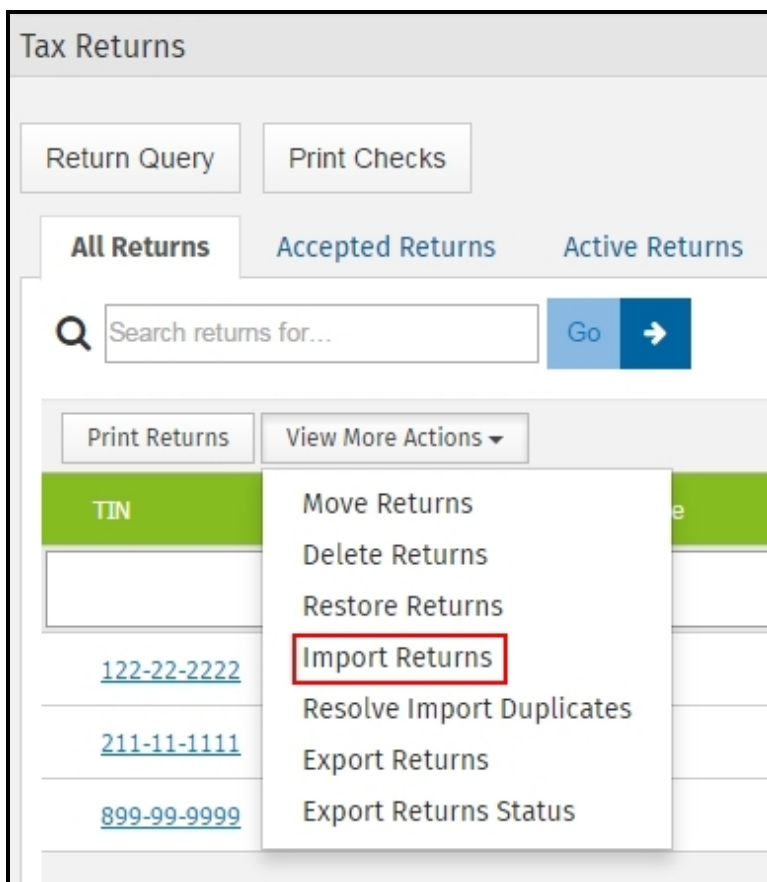 Tax Returns
Return Query Print Checks
All Returns Accepted Returns Active Returns
Search returns for... Go
Print Returns View More Actions
TIN e
Move Returns
Delete Returns
Restore Returns
Import Returns
122-22-2222
Resolve Import Duplicates
211-11-1111
Export Returns
Export Returns Status
899-99-9999